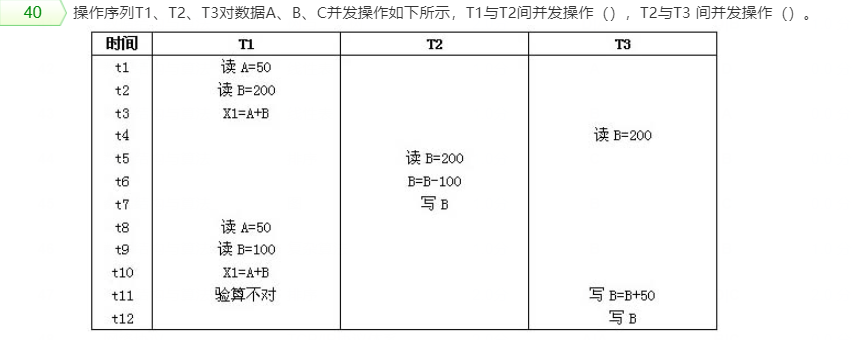 40 操作序列T1、T2、T3对数据A、B、C并发操作如下所示，T1与T2间并发操作（），T2与T3 间并发操作（）。
时间 T1 T2 T3
t1 读 A=50
t2 读 B=200
t3 X1=A+B
t4 读 B=200
t5 读 B=200
t6 B=B-100
t7 写 B
t8 读 A=50
t9 读 B=100
t10 X1=A+B
t11 验算不对 写 B=B+50
t12 写 B